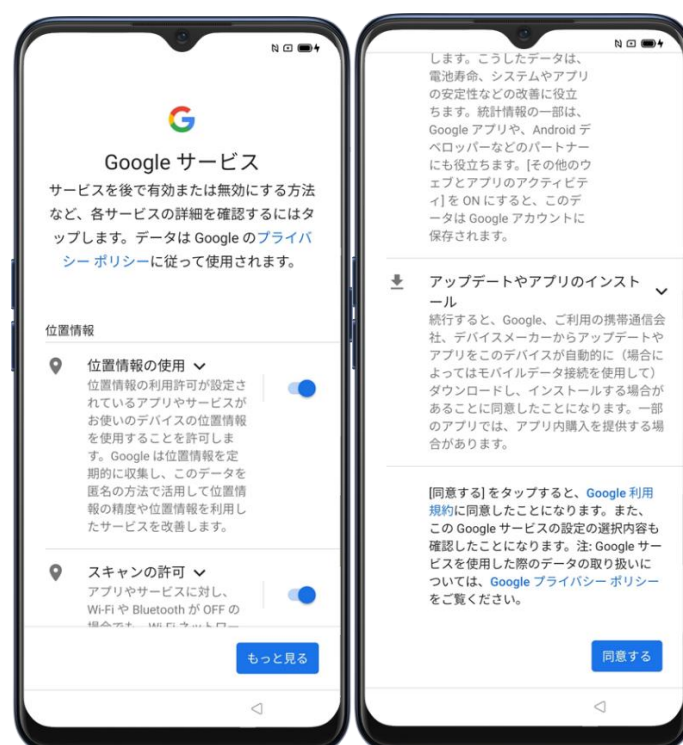 Google サービス
サービスを後で有効または無効にする方法
など、各サービスの詳細を確認するにはタ
ップします。データは Google のプライバ
シー ポリシーに従って使用されます。
位置情報
位置情報の使用
位置情報の利用許可が設定さ
れているアプリやサービスが
お使いのデバイスの位置情報
を使用することを許可しま
す。Google は位置情報を定
期的に収集し、このデータを
匿名の方法で活用して位置情
報の精度や位置情報を利用し
たサービスを改善します。
スキャンの許可
アプリやサービスに対し、
Wi-Fi や Bluetooth が OFF の
場合でも、Wi-Fi ネットワー
もっと見る
します。こうしたデータは、
電池寿命、システムやアプリ
の安定性などの改善に役立
ちます。統計情報の一部は、
Google アプリや、Android デ
ベロッパーなどのパートナー
にも役立ちます。[その他のウ
ェブとアプリのアクティビテ
ィ] を ON にすると、このデ
ータは Google アカウントに
保存されます。
アップデートやアプリのインスト
ール
続行すると、Google、ご利用の携帯通信会
社、デバイスメーカーからアップデートや
アプリをこのデバイスが自動的に（場合に
よってはモバイルデータ接続を使用して）
ダウンロードし、インストールする場合が
あることに同意したことになります。一部
のアプリでは、アプリ内購入を提供する場
合があります。
[同意する] をタップすると、Google 利用
規約に同意したことになります。また、
この Google サービスの設定の選択内容も
確認したことになります。注: Google サー
ビスを使用した際のデータの取り扱いに
ついては、Google プライバシー ポリシー
をご覧ください。
同意する